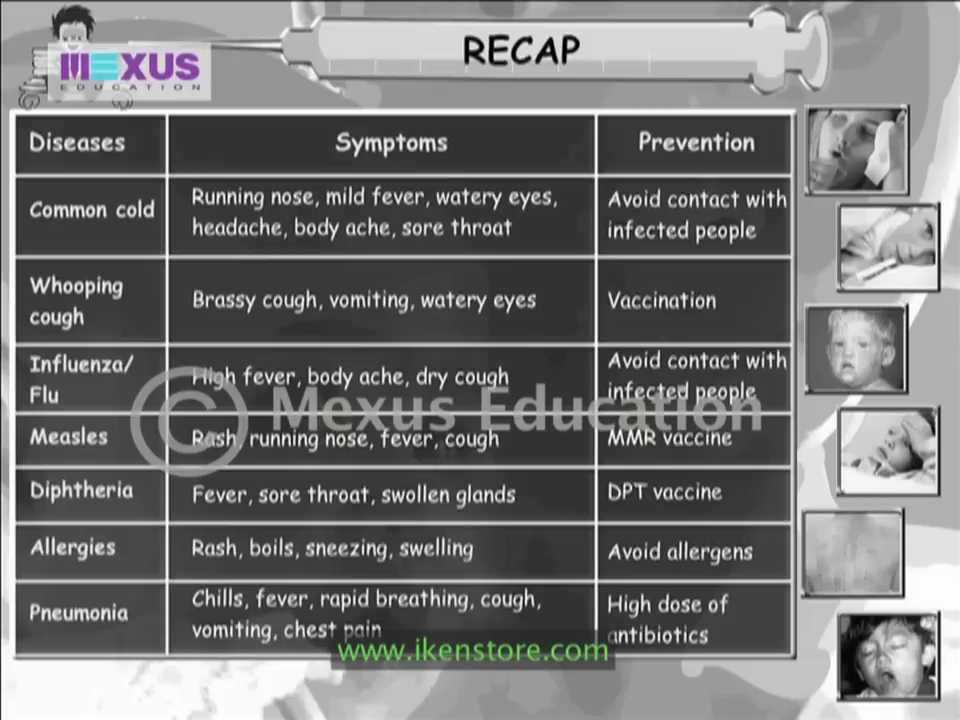 RECAP
MEXUS
EDUCATION
Diseases
Symptoms
Prevention
Common cold
Running nose, mild fever, watery eyes,
headache, body ache, sore throat
Avoid contact with
infected people
Whooping
cough
Brassy cough, vomiting, watery eyes
Vaccination
Influenza/
Flu
High fever, body ache, dry cough
Avoid contact with
infected people
© Mexus Education
Measles
Rash, running nose, fever, cough
MMR vaccine
Diphtheria
Fever, sore throat, swollen glands
DPT vaccine
Allergies
Rash, boils, sneezing, swelling
Avoid allergens
Pneumonia
Chills, fever, rapid breathing, cough,
vomiting, chest pain
High dose of
antibiotics
www.ikenstore.com